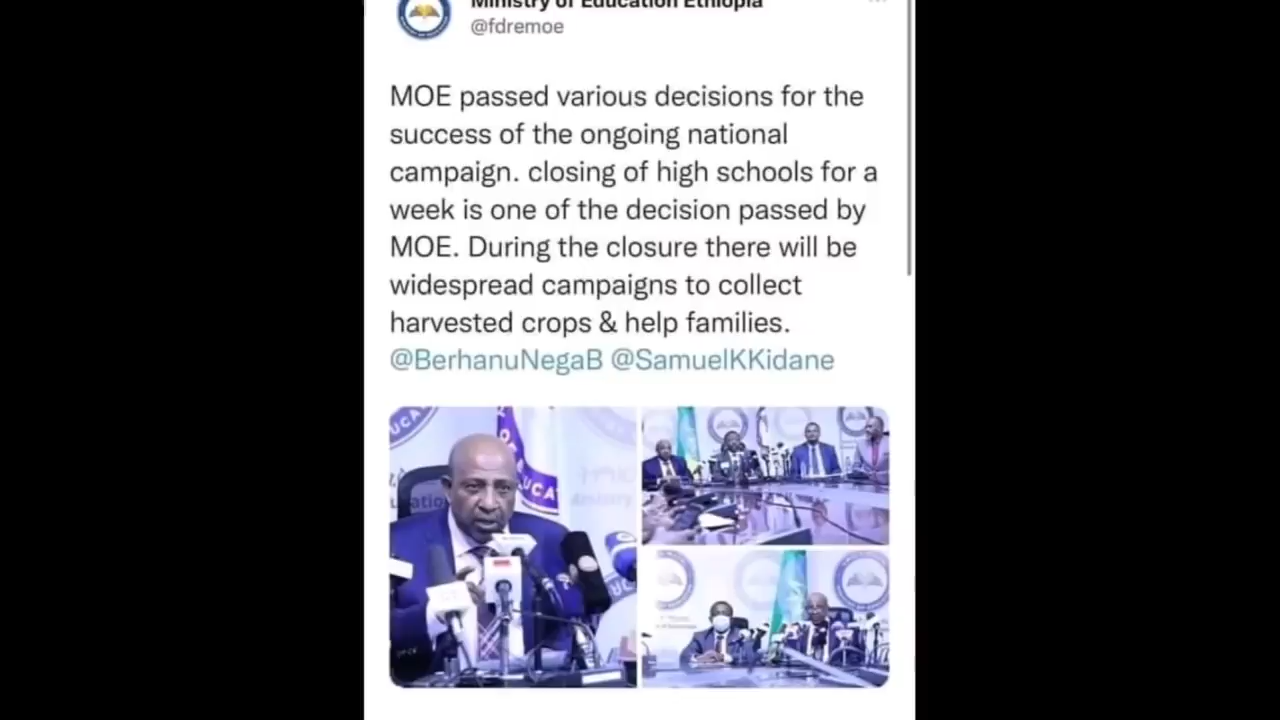 Ministry of Education Ethiopia
@fdremoe
MOE passed various decisions for the
success of the ongoing national
campaign. closing of high schools for a
week is one of the decision passed by
MOE. During the closure there will be
widespread campaigns to collect
harvested crops & help families.
@BerhanuNegaB @SamuelKKidane